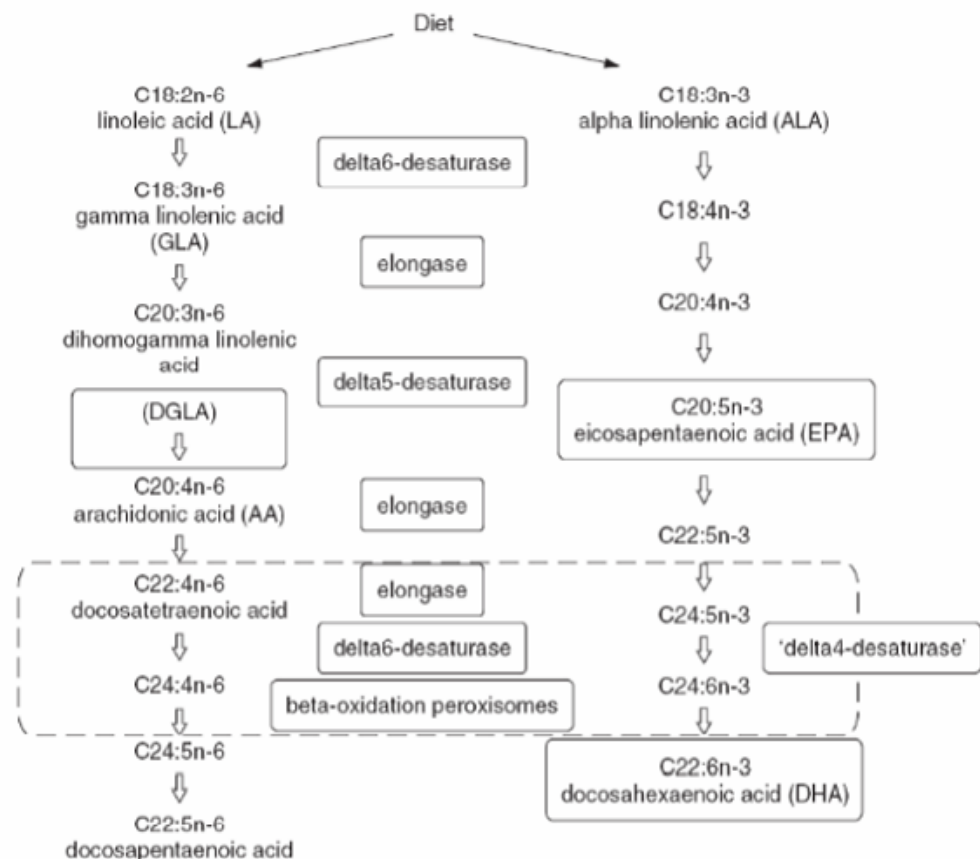 Diet
C18:2n-6
linoleic acid (LA)
C18:3n-6
gamma linolenic acid
(GLA)
C20:3n-6
dihomogamma linolenic
acid
(DGLA)
C20:4n-6
arachidonic acid (AA)
C22:4n-6
docosatetraenoic acid
C24:4n-6
C24:5n-6
C22:5n-6
docosapentaenoic acid
delta6-desaturase
elongase
delta5-desaturase
elongase
elongase
delta6-desaturase
beta-oxidation peroxisomes
C18:3n-3
alpha linolenic acid (ALA)
C18:4n-3
C20:4n-3
C20:5n-3
eicosapentaenoic acid (EPA)
C22:5n-3
C24:5n-3
C24:6n-3
C22:6n-3
docosahexaenoic acid (DHA)
'delta4-desaturase'